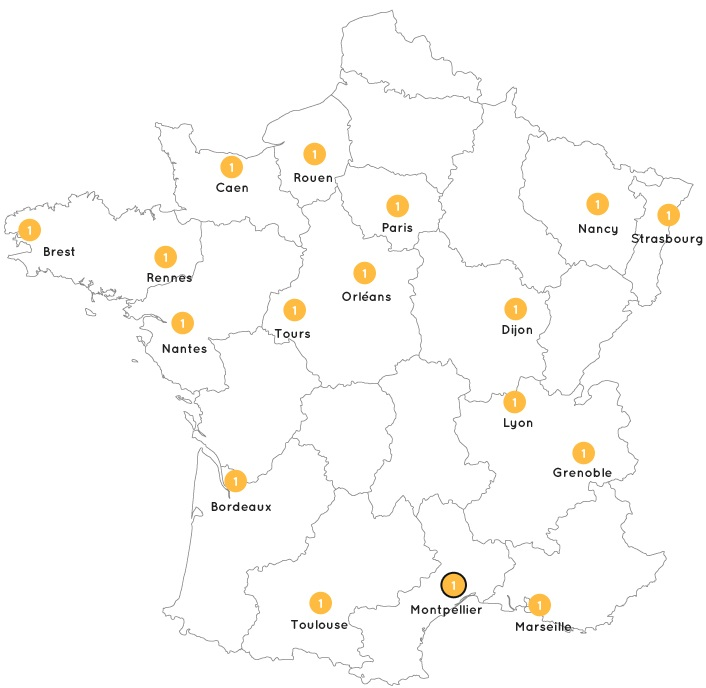 1
Rouen
1
Caen
1
Paris
1
Nancy
1
Strasbourg
1
Brest
1
Rennes
1
Orléans
1
Tours
1
Dijon
1
Nantes
1
Lyon
1
Grenoble
1
Bordeaux
1
Montpellier
1
Toulouse
1
Marseille